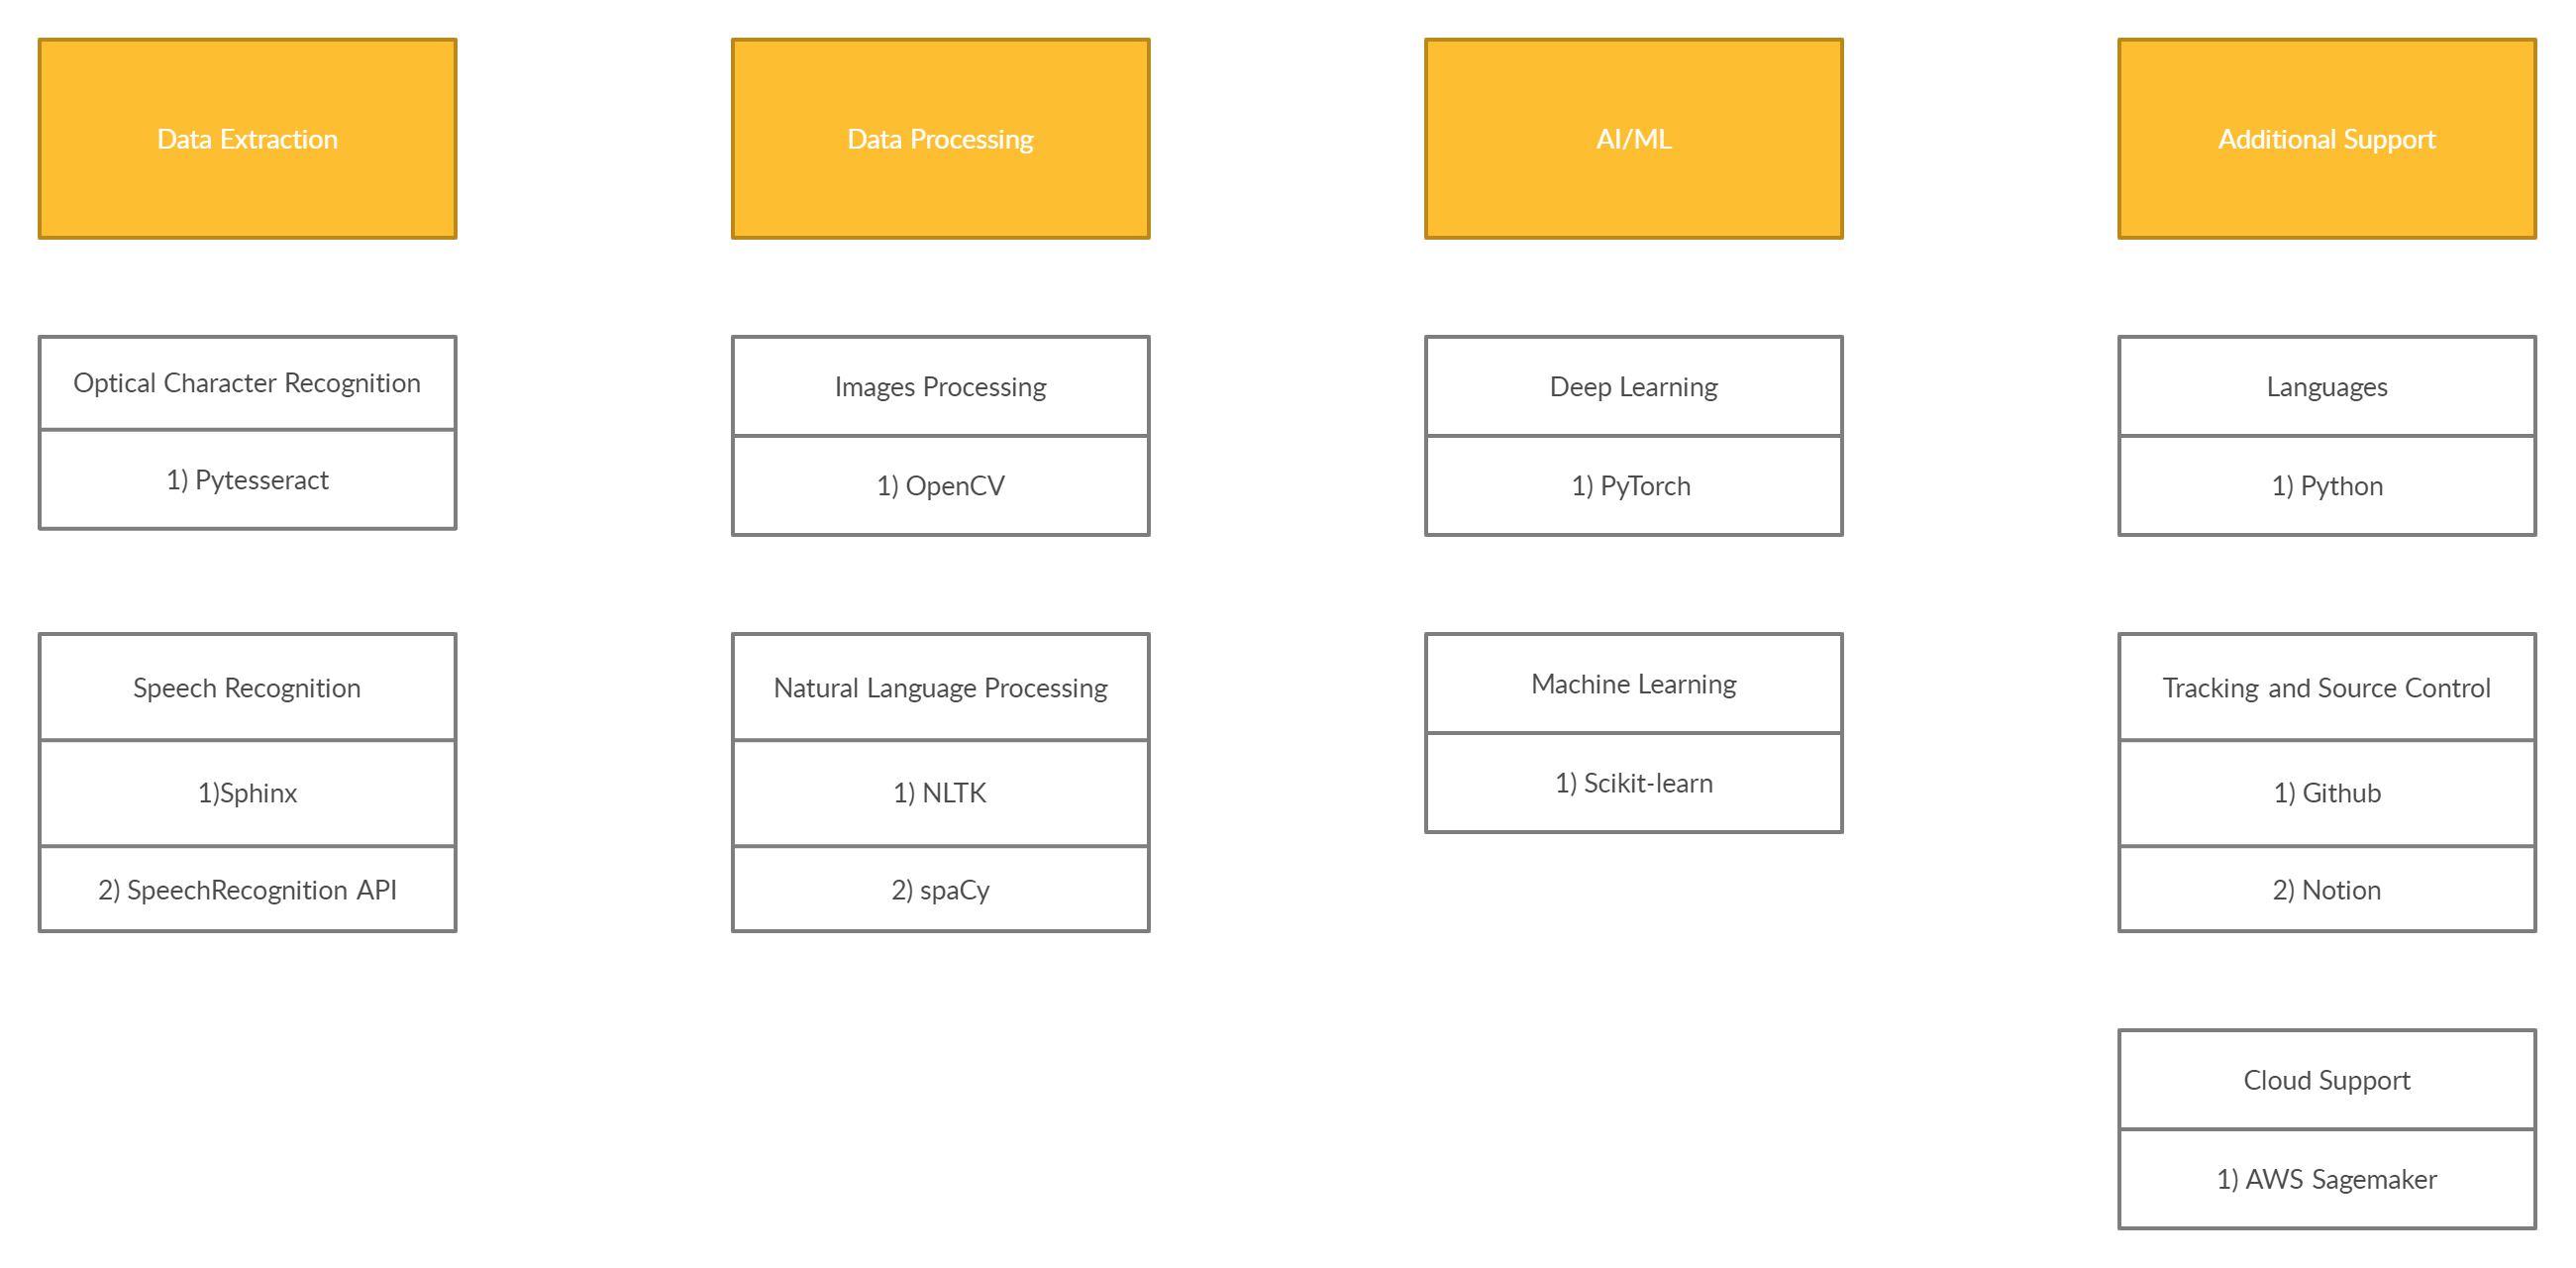 Data Extraction
Data Processing
AI/ML
Additional Support
Optical Character Recognition
1) Pytesseract
Images Processing
1) OpenCV
Deep Learning
1) PyTorch
Languages
1) Python
Speech Recognition
1)Sphinx
2) SpeechRecognition API
Natural Language Processing
1) NLTK
2) spaCy
Machine Learning
1) Scikit-learn
Tracking and Source Control
1) Github
2) Notion
Cloud Support
1) AWS Sagemaker